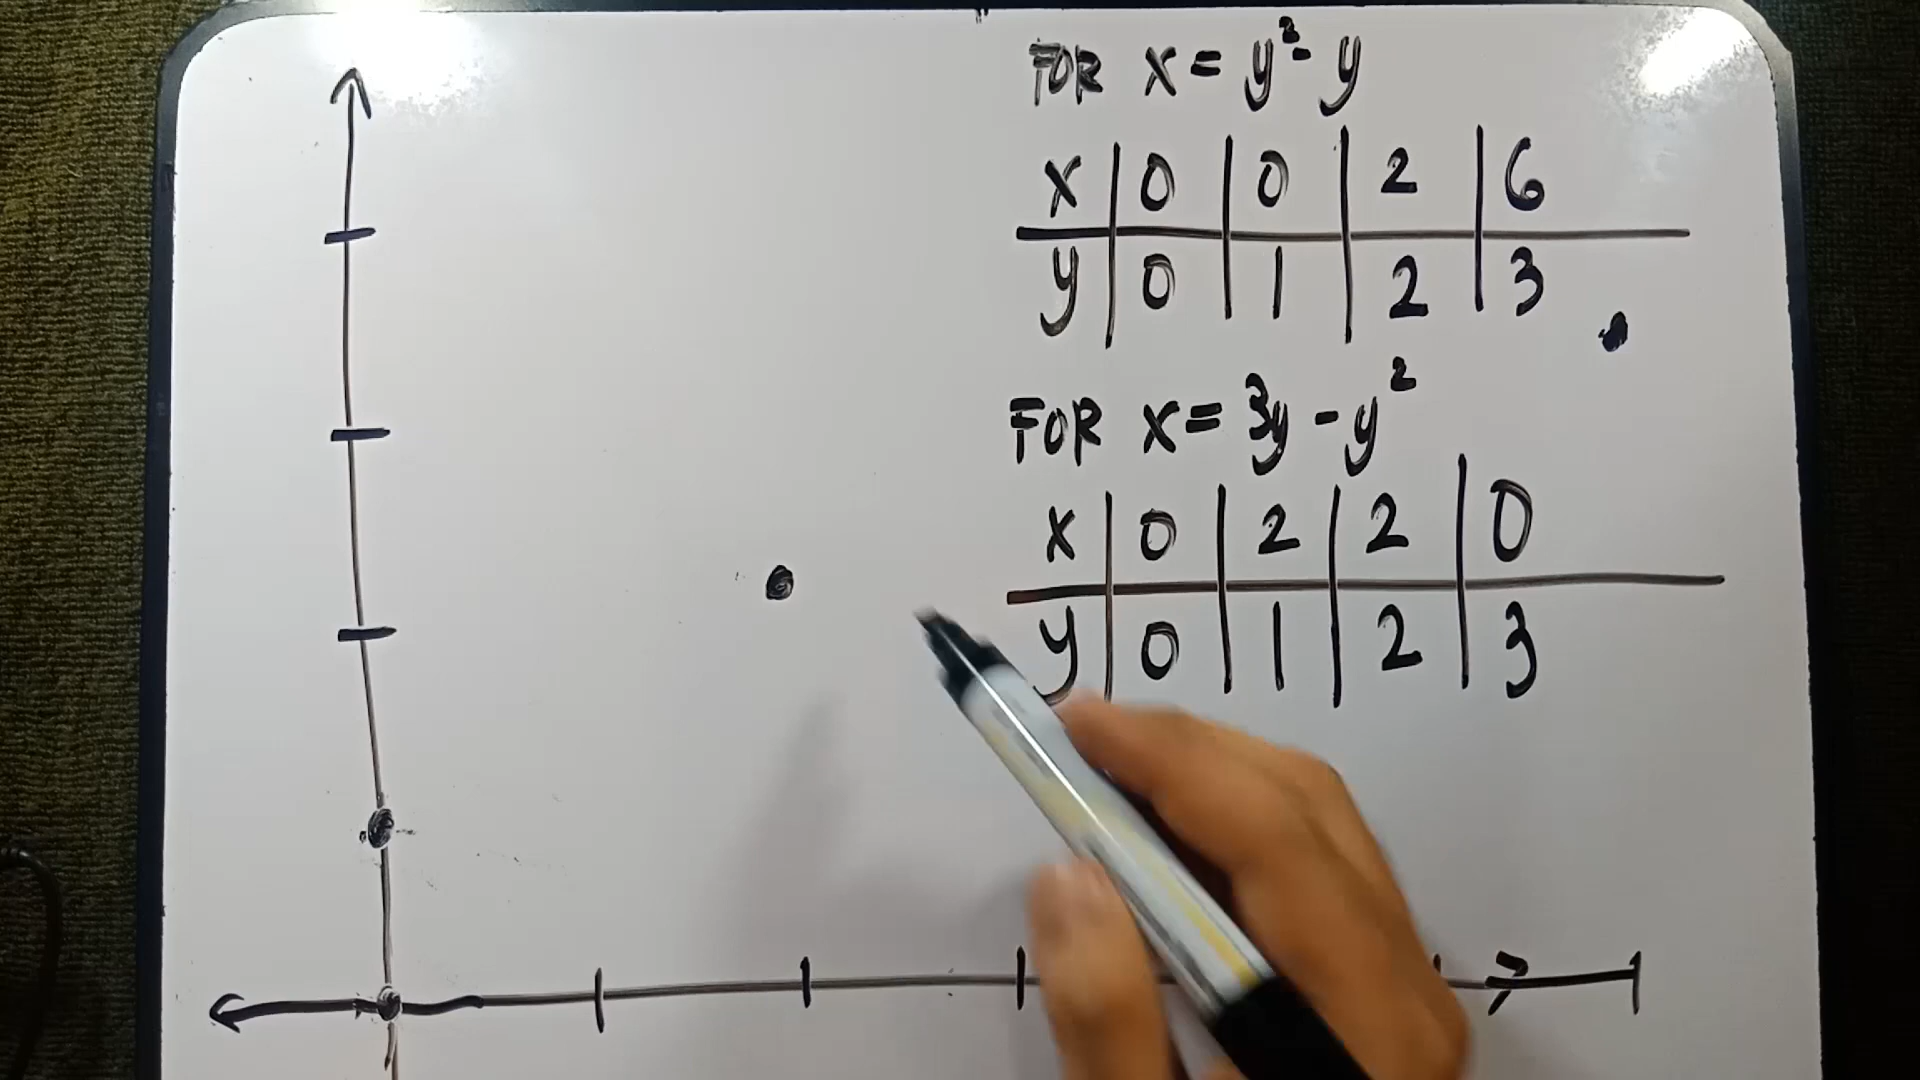 FOR x = y² - y
x | 0 | 0 | 2 | 6
y | 0 | 1 | 2 | 3
FOR x = 3y - y²
x | 0 | 2 | 2 | 0
y | 0 | 1 | 2 | 3